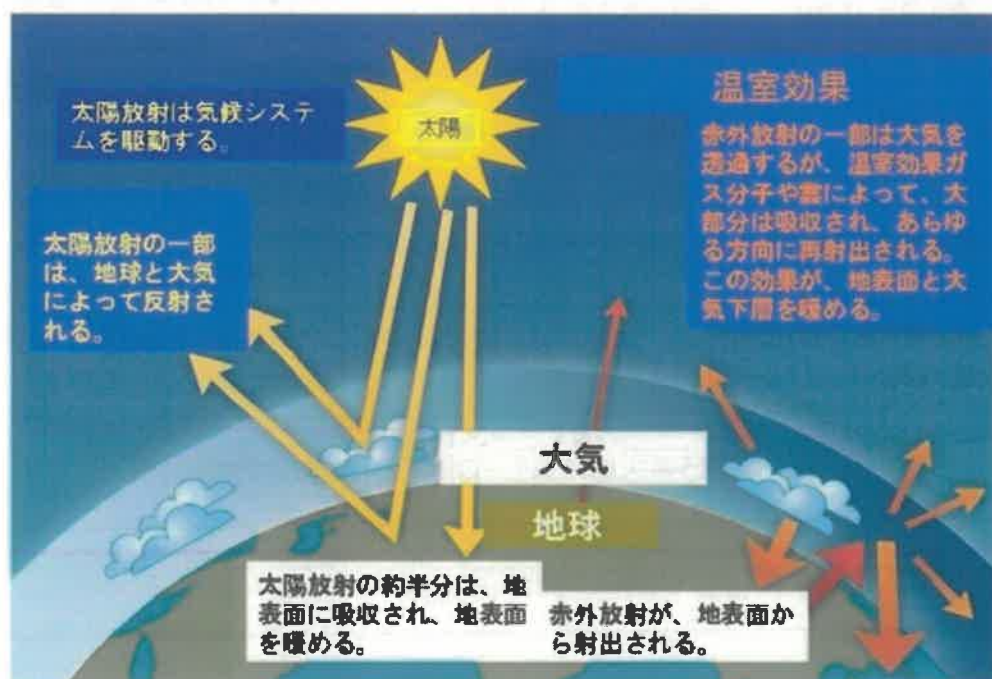 太陽放射は気候システ
ムを駆動する。
太陽
温室効果
赤外放射の一部は大気を
透過するが、温室効果ガ
ス分子や雲によって、大
部分は吸収され、あらゆ
る方向に再射出される。
この効果が、地表面と大
気下層を暖める。
太陽放射の一部
は、地球と大気
によって反射さ
れる。
大気
地球
太陽放射の約半分は、地
表面に吸収され、地表面
を暖める。
赤外放射が、地表面か
ら射出される。